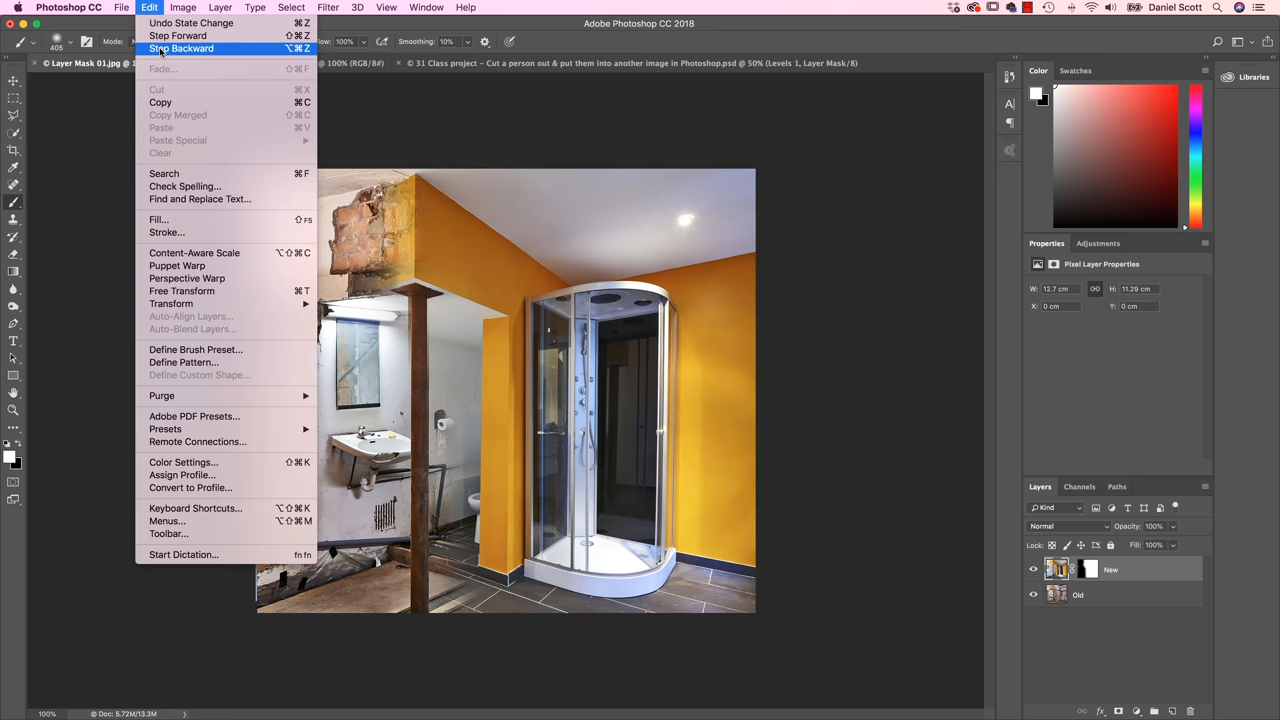 Photoshop CC File Edit Image Layer Type Select Filter 3D View Window Help Daniel Scott
Adobe Photoshop CC 2018
405 Mode: Flow: 100% Smoothing: 10%
© Layer Mask 01.jpg @ 1 @ 100% (RGB/8#) × © 31 Class project – Cut a person out & put them into another image in Photoshop.psd @ 50% (Levels 1, Layer Mask/8)
Undo State Change ⌘Z
Step Forward ⇧⌘Z
Step Backward ⌥⌘Z
Fade... ⇧⌘F
Cut ⌘X
Copy ⌘C
Copy Merged ⇧⌘C
Paste ⌘V
Paste Special
Clear
Search ⌘F
Check Spelling...
Find and Replace Text...
Fill... ⇧F5
Stroke...
Content-Aware Scale ⌥⇧⌘C
Puppet Warp
Perspective Warp
Free Transform ⌘T
Transform
Auto-Align Layers...
Auto-Blend Layers...
Define Brush Preset...
Define Pattern...
Define Custom Shape...
Purge
Adobe PDF Presets...
Presets
Remote Connections...
Color Settings... ⇧⌘K
Assign Profile...
Convert to Profile...
Keyboard Shortcuts... ⌥⇧⌘K
Menus... ⌥⇧⌘M
Toolbar...
Start Dictation... fn fn
Color Swatches
Libraries
Properties Adjustments
Pixel Layer Properties
W: 12.7 cm H: 11.29 cm
X: 0 cm Y: 0 cm
Layers Channels Paths
Kind
Normal Opacity: 100%
Lock: Fill: 100%
New
Old
100% © Doc: 5.72M/13.3M